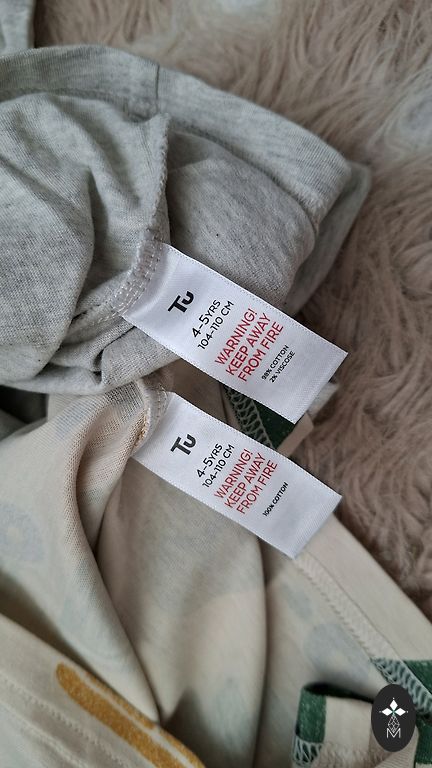 Tu
4-5YRS
104-110 CM
WARNING!
KEEP AWAY
FROM FIRE
98% COTTON
2% VISCOSE
Tu
4-5YRS
104-110 CM
WARNING!
KEEP AWAY
FROM FIRE
100% COTTON
M